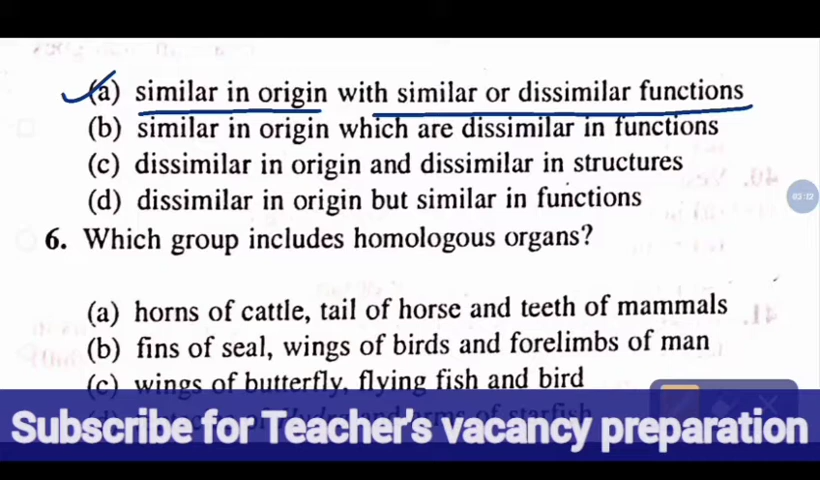 (a) similar in origin with similar or dissimilar functions
(b) similar in origin which are dissimilar in functions
(c) dissimilar in origin and dissimilar in structures
(d) dissimilar in origin but similar in functions
03:12
6. Which group includes homologous organs?
(a) horns of cattle, tail of horse and teeth of mammals
(b) fins of seal, wings of birds and forelimbs of man
(c) wings of butterfly, flying fish and bird
Subscribe for Teacher's vacancy preparation